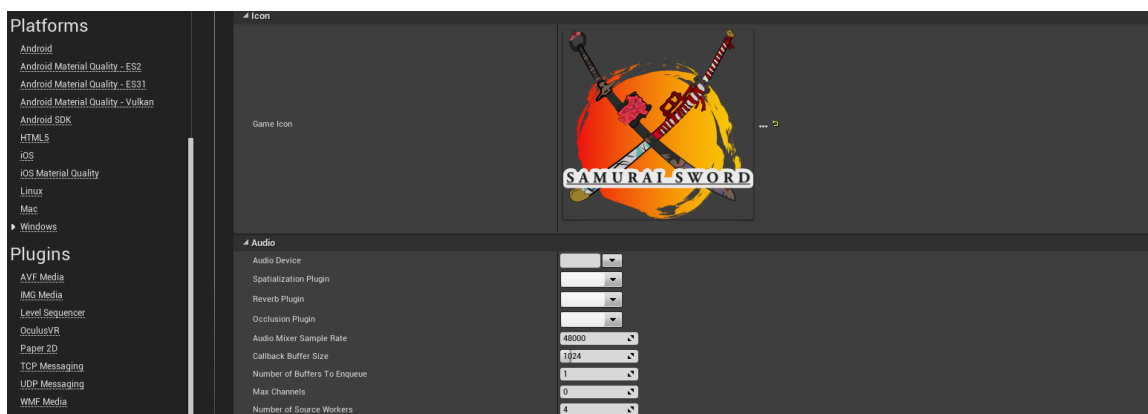 Platforms
Android
Android Material Quality - ES2
Android Material Quality - ES31
Android Material Quality - Vulkan
Android SDK
HTML5
iOS
iOS Material Quality
Linux
Mac
Windows
Plugins
AVF Media
IMG Media
Level Sequencer
OculusVR
Paper 2D
TCP Messaging
UDP Messaging
WMF Media
Icon
Game Icon
SAMURAI SWORD
...
Audio
Audio Device
Spatialization Plugin
Reverb Plugin
Occlusion Plugin
Audio Mixer Sample Rate 48000
Callback Buffer Size 1024
Number of Buffers To Enqueue 1
Max Channels 0
Number of Source Workers 4